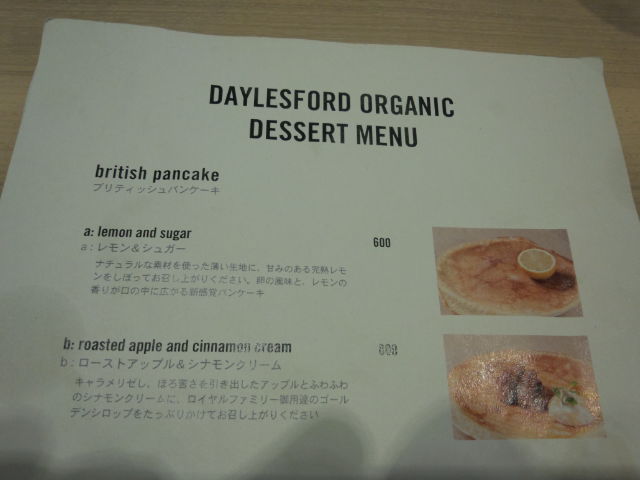 DAYLESFORD ORGANIC
DESSERT MENU
british pancake
ブリティッシュパンケーキ
a: lemon and sugar 600
a : レモン＆シュガー
ナチュラルな素材を使った薄い生地に、甘みのある完熟レモ
ンをしぼってお召し上がりください。卵の風味と、レモンの
香りが口の中に広がる新感覚パンケーキ
b: roasted apple and cinnamon cream
b : ローストアップル＆シナモンクリーム
キャラメリゼし、ほろ苦さを引き出したアップルとふわふわ
のシナモンクリームに、ロイヤルファミリー御用達のゴール
デンシロップをたっぷりかけてお召し上がりください